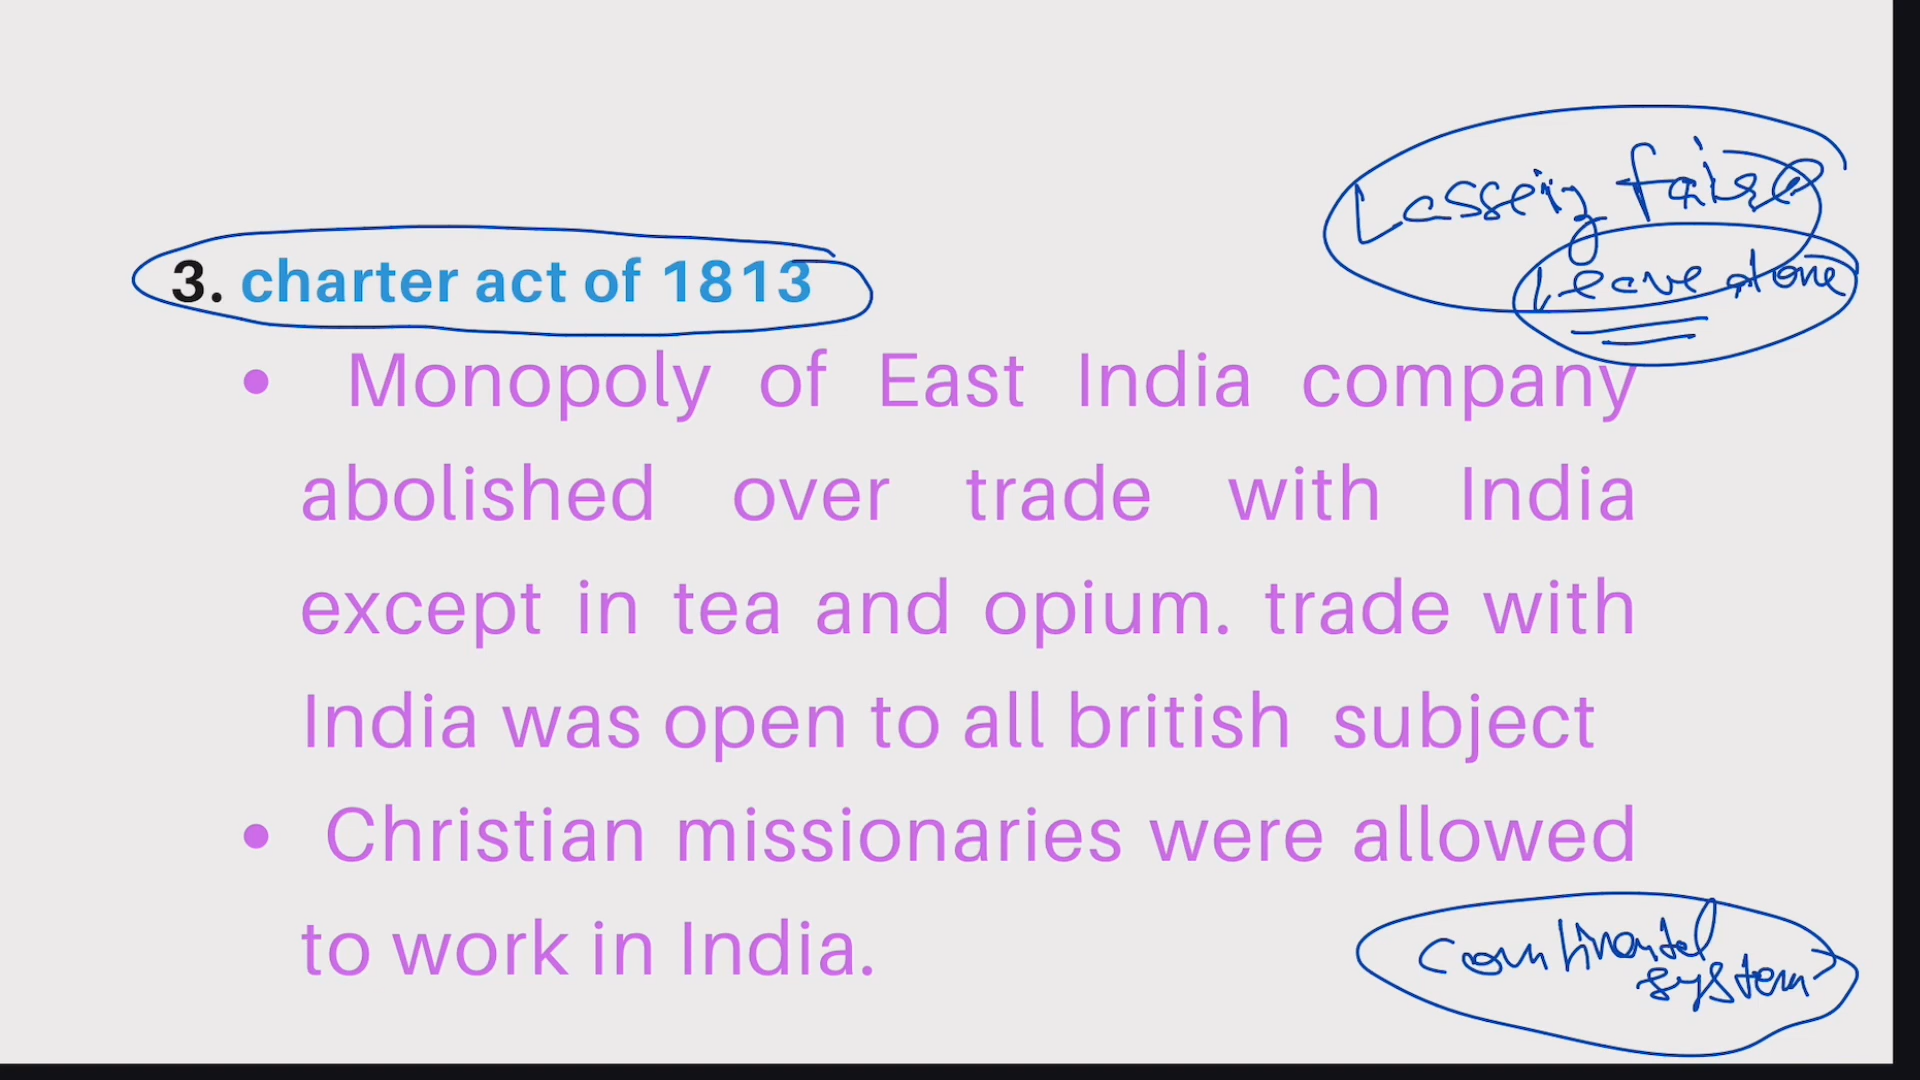 Lasseiz faire
Leave alone
3. charter act of 1813
• Monopoly of East India company
abolished over trade with India
except in tea and opium. trade with
India was open to all british subject
• Christian missionaries were allowed
to work in India.
continental
system